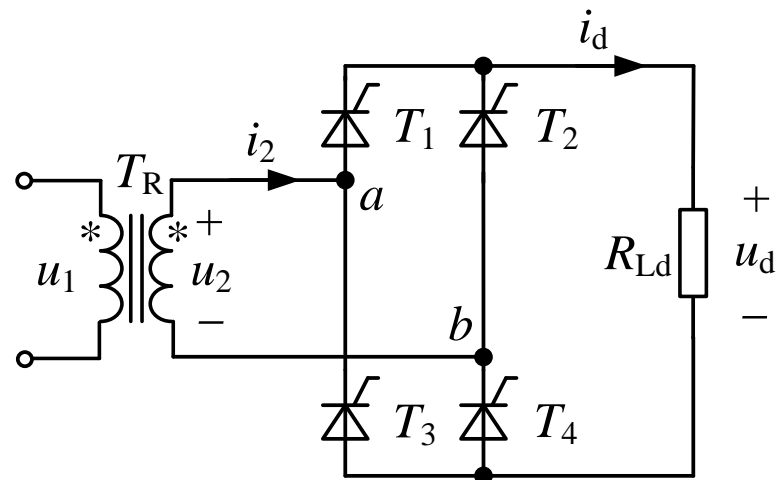 i_d
T_1 T_2
i_2
T_R
a
* * +
u_1 u_2
−
+
R_Ld u_d
−
b
T_3 T_4